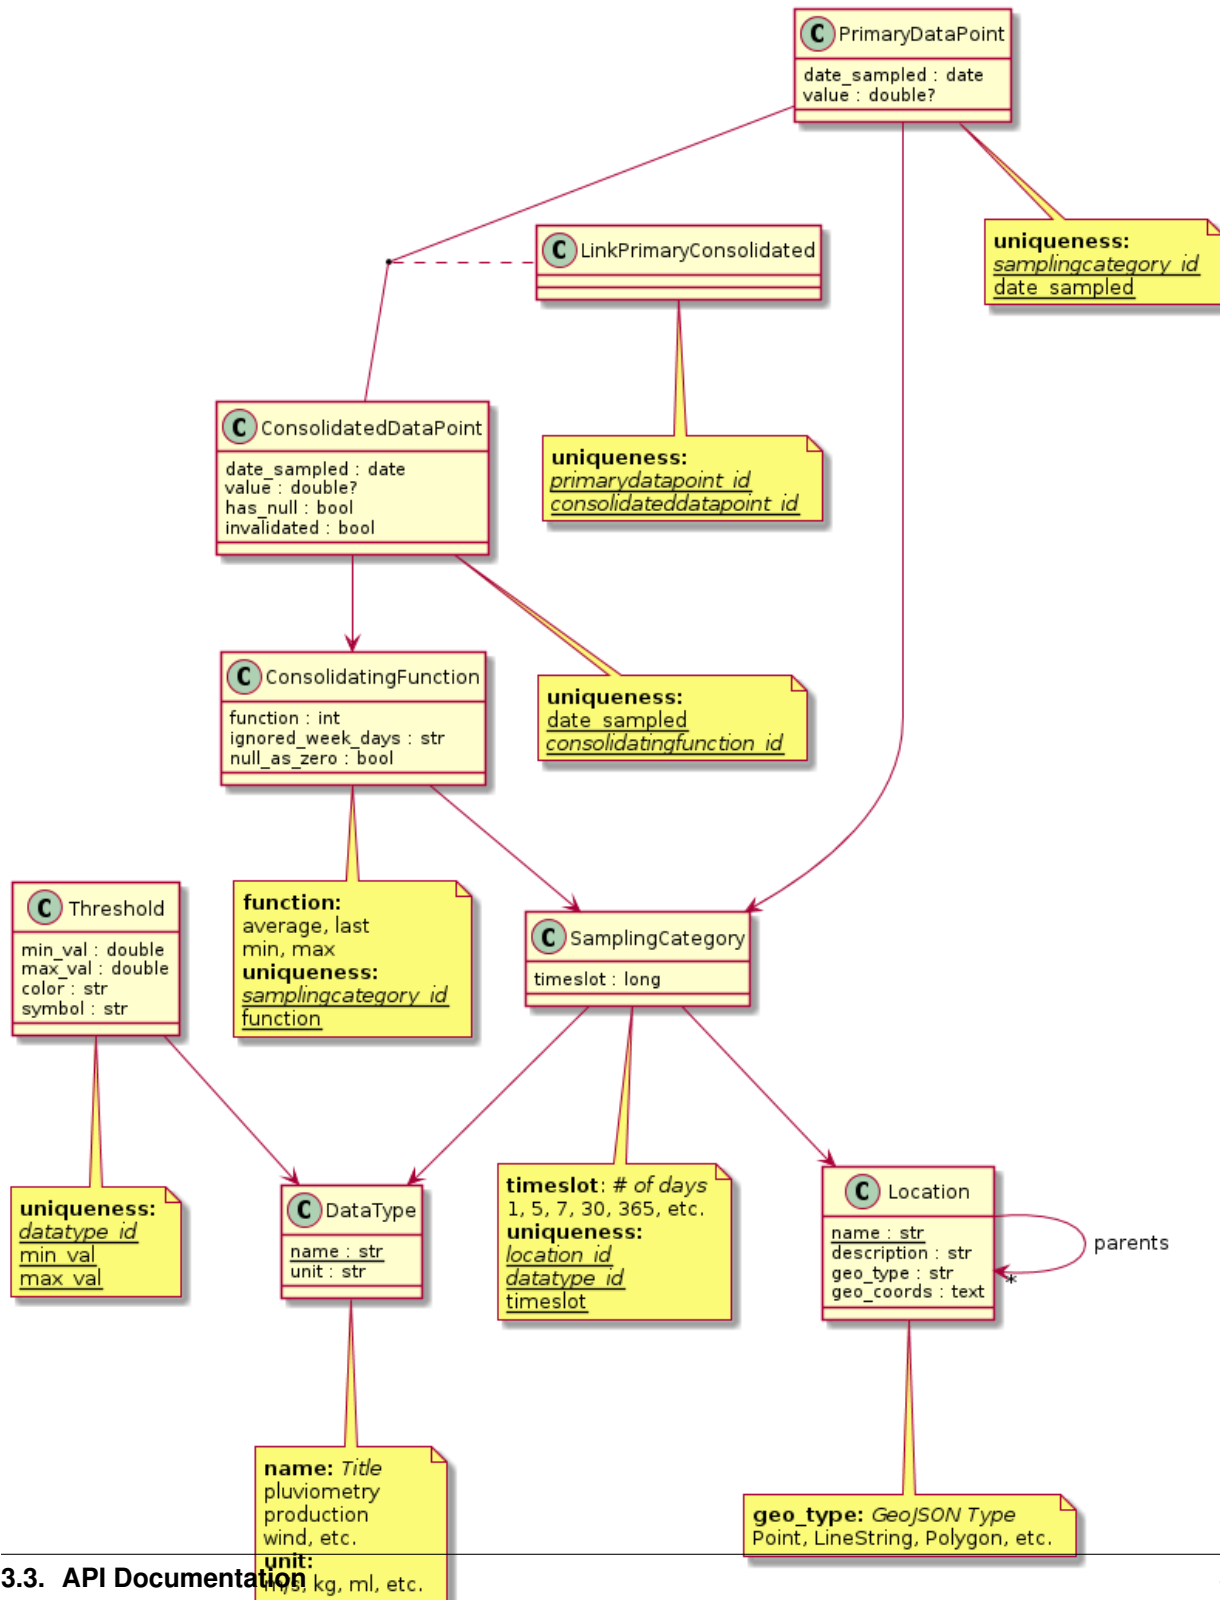 C PrimaryDataPoint
date_sampled : date
value : double?
uniqueness:
samplingcategory_id
date_sampled
C LinkPrimaryConsolidated
uniqueness:
primarydatapoint_id
consolidateddatapoint_id
C ConsolidatedDataPoint
date_sampled : date
value : double?
has_null : bool
invalidated : bool
C ConsolidatingFunction
function : int
ignored_week_days : str
null_as_zero : bool
uniqueness:
date_sampled
consolidatingfunction_id
C Threshold
min_val : double
max_val : double
color : str
symbol : str
function:
average, last
min, max
uniqueness:
samplingcategory_id
function
C SamplingCategory
timeslot : long
uniqueness:
datatype_id
min_val
max_val
C DataType
name : str
unit : str
timeslot: # of days
1, 5, 7, 30, 365, etc.
uniqueness:
location_id
datatype_id
timeslot
C Location
name : str
description : str
geo_type : str
geo_coords : text
parents
*
name: Title
pluviometry
production
wind, etc.
unit:
m/s, kg, ml, etc.
geo_type: GeoJSON Type
Point, LineString, Polygon, etc.
3.3. API Documentation